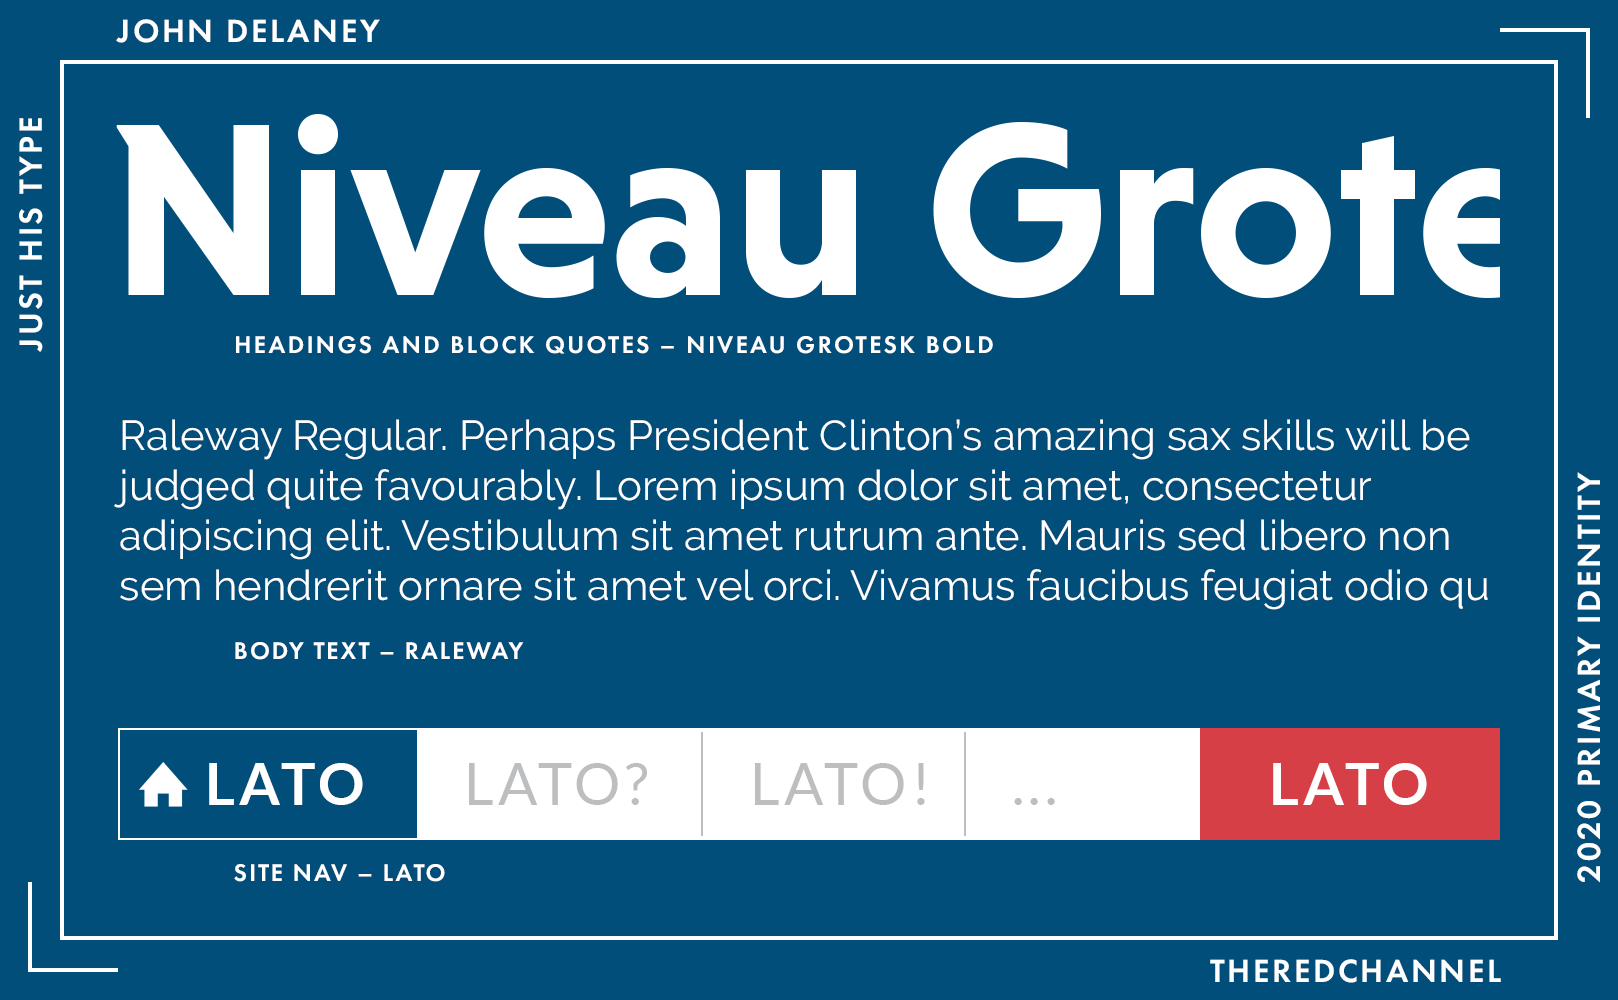 JOHN DELANEY
JUST HIS TYPE
Niveau Grote
HEADINGS AND BLOCK QUOTES – NIVEAU GROTESK BOLD
Raleway Regular. Perhaps President Clinton’s amazing sax skills will be
judged quite favourably. Lorem ipsum dolor sit amet, consectetur
adipiscing elit. Vestibulum sit amet rutrum ante. Mauris sed libero non
sem hendrerit ornare sit amet vel orci. Vivamus faucibus feugiat odio qu
BODY TEXT – RALEWAY
LATO LATO? LATO! ... LATO
SITE NAV – LATO
2020 PRIMARY IDENTITY
THEREDCHANNEL